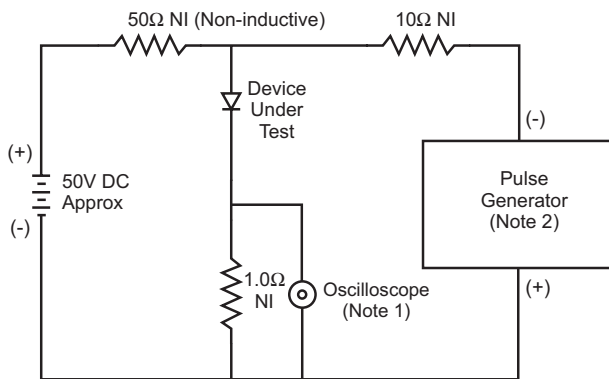 50Ω NI (Non-inductive)
10Ω NI
Device
Under
Test
(+)
50V DC
Approx
(-)
(-)
Pulse
Generator
(Note 2)
(+)
1.0Ω
NI
Oscilloscope
(Note 1)